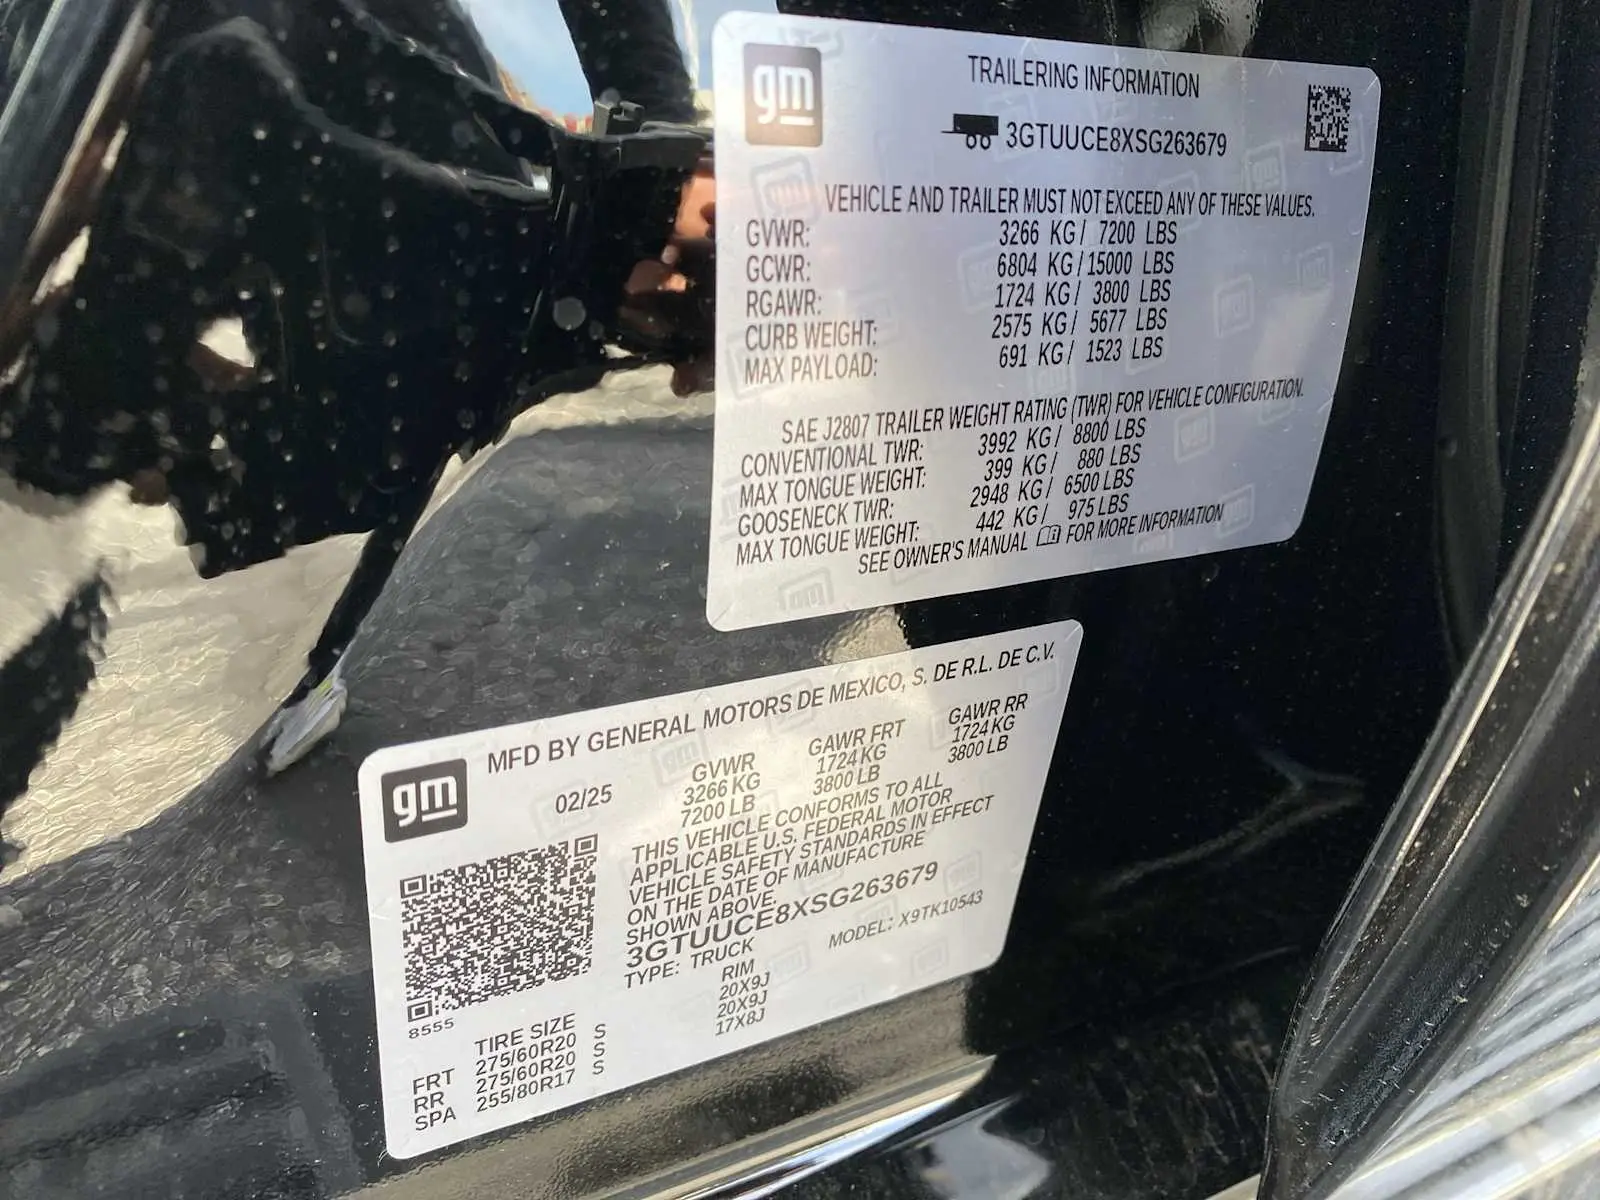 gm
TRAILERING INFORMATION
3GTUUCE8XSG263679
VEHICLE AND TRAILER MUST NOT EXCEED ANY OF THESE VALUES.
GVWR: 3266 KG/ 7200 LBS
GCWR: 6804 KG/15000 LBS
RGAWR: 1724 KG/ 3800 LBS
CURB WEIGHT: 2575 KG/ 5677 LBS
MAX PAYLOAD: 691 KG/ 1523 LBS
SAE J2807 TRAILER WEIGHT RATING (TWR) FOR VEHICLE CONFIGURATION.
CONVENTIONAL TWR: 3992 KG/ 8800 LBS
MAX TONGUE WEIGHT: 399 KG/ 880 LBS
GOOSENECK TWR: 2948 KG/ 6500 LBS
MAX TONGUE WEIGHT: 442 KG/ 975 LBS
SEE OWNER'S MANUAL FOR MORE INFORMATION
gm
MFD BY GENERAL MOTORS DE MEXICO, S. DE R.L. DE C.V.
02/25
GVWR GAWR FRT GAWR RR
3266 KG 1724 KG 1724 KG
7200 LB 3800 LB 3800 LB
THIS VEHICLE CONFORMS TO ALL
APPLICABLE U.S. FEDERAL MOTOR
VEHICLE SAFETY STANDARDS IN EFFECT
ON THE DATE OF MANUFACTURE
SHOWN ABOVE.
3GTUUCE8XSG263679
TYPE: TRUCK MODEL: X9TK10543
8555
TIRE SIZE RIM
FRT 275/60R20 S 20X9J
RR 275/60R20 S 20X9J
SPA 255/80R17 S 17X8J